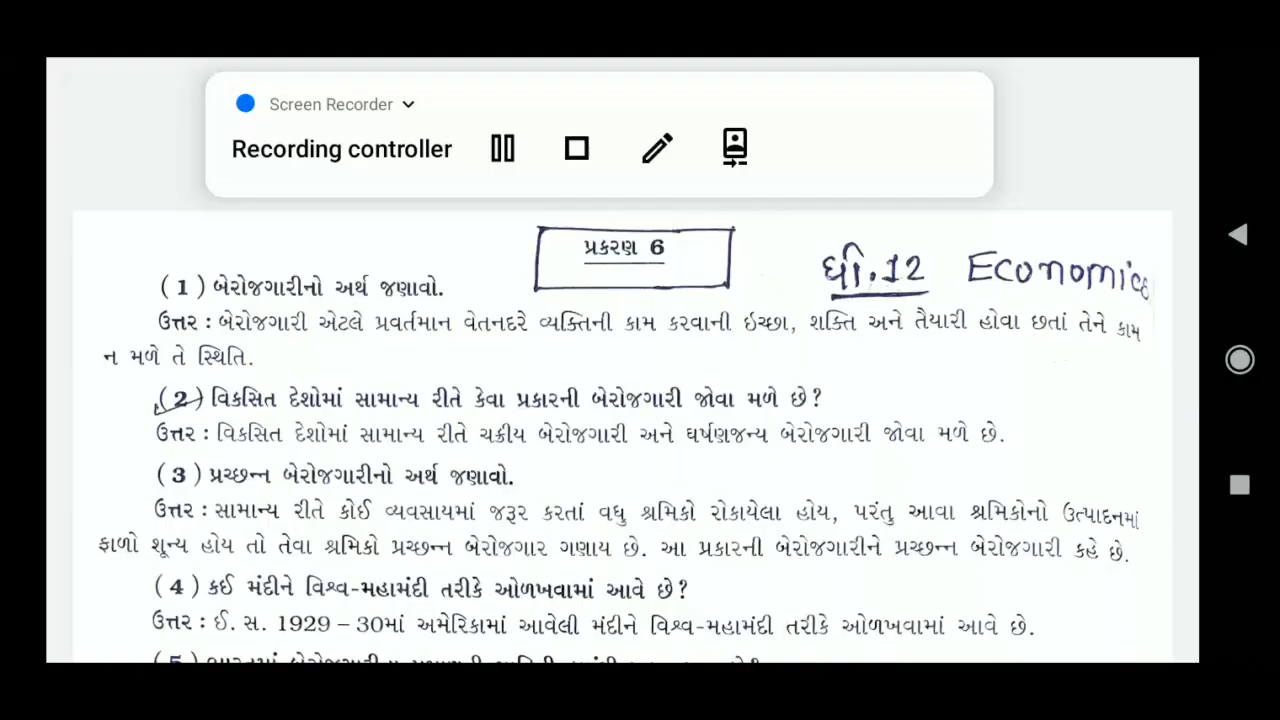 Screen Recorder
Recording controller
પ્રકરણ 6
ધો.12 Economics
(1) બેરોજગારીનો અર્થ જણાવો.
ઉત્તર : બેરોજગારી એટલે પ્રવર્તમાન વેતનદરે વ્યક્તિની કામ કરવાની ઇચ્છા, શક્તિ અને તૈયારી હોવા છતાં તેને કામ
ન મળે તે સ્થિતિ.
(2) વિકસિત દેશોમાં સામાન્ય રીતે કેવા પ્રકારની બેરોજગારી જોવા મળે છે?
ઉત્તર : વિકસિત દેશોમાં સામાન્ય રીતે ચક્રીય બેરોજગારી અને ઘર્ષણજન્ય બેરોજગારી જોવા મળે છે.
(3) પ્રચ્છન્ન બેરોજગારીનો અર્થ જણાવો.
ઉત્તર : સામાન્ય રીતે કોઈ વ્યવસાયમાં જરૂર કરતાં વધુ શ્રમિકો રોકાયેલા હોય, પરંતુ આવા શ્રમિકોનો ઉત્પાદનમાં
ફાળો શૂન્ય હોય તો તેવા શ્રમિકો પ્રચ્છન્ન બેરોજગાર ગણાય છે. આ પ્રકારની બેરોજગારીને પ્રચ્છન્ન બેરોજગારી કહે છે.
(4) કઈ મંદીને વિશ્વ-મહામંદી તરીકે ઓળખવામાં આવે છે?
ઉત્તર : ઈ. સ. 1929 – 30માં અમેરિકામાં આવેલી મંદીને વિશ્વ-મહામંદી તરીકે ઓળખવામાં આવે છે.